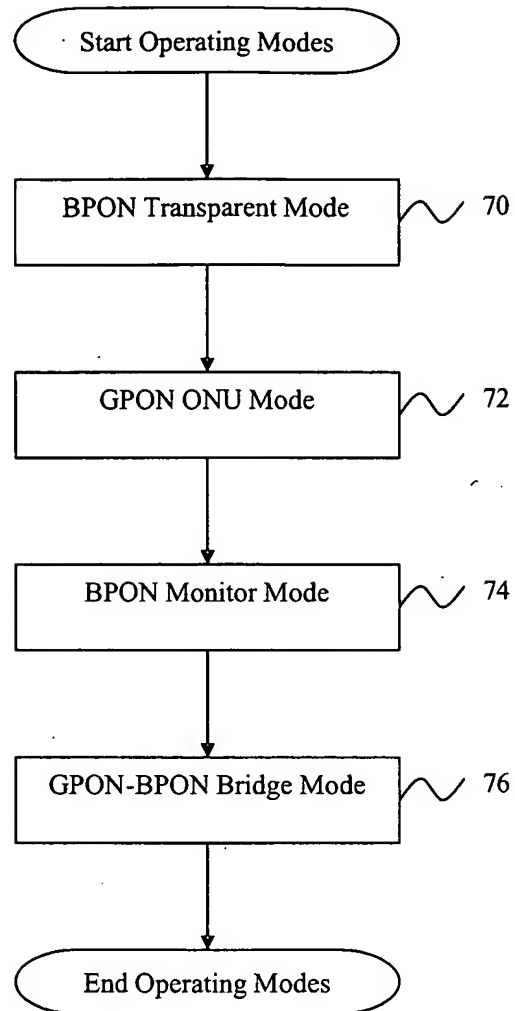 Start Operating Modes
BPON Transparent Mode
70
GPON ONU Mode
72
BPON Monitor Mode
74
GPON-BPON Bridge Mode
76
End Operating Modes